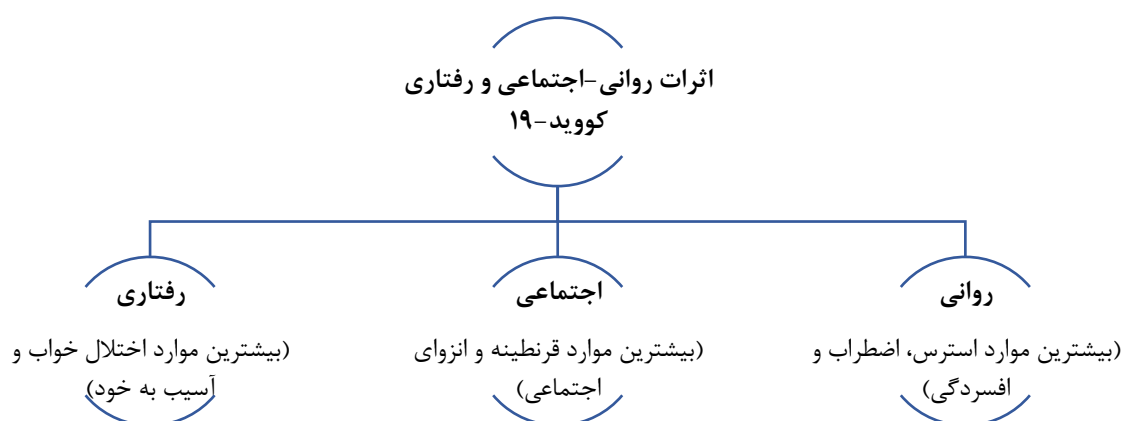 اثرات روانی-اجتماعی و رفتاری
کووید-۱۹
روانی
(بیشترین موارد استرس، اضطراب و
افسردگی)
اجتماعی
(بیشترین موارد قرنطینه و انزوای
اجتماعی)
رفتاری
(بیشترین موارد اختلال خواب و
آسیب به خود)